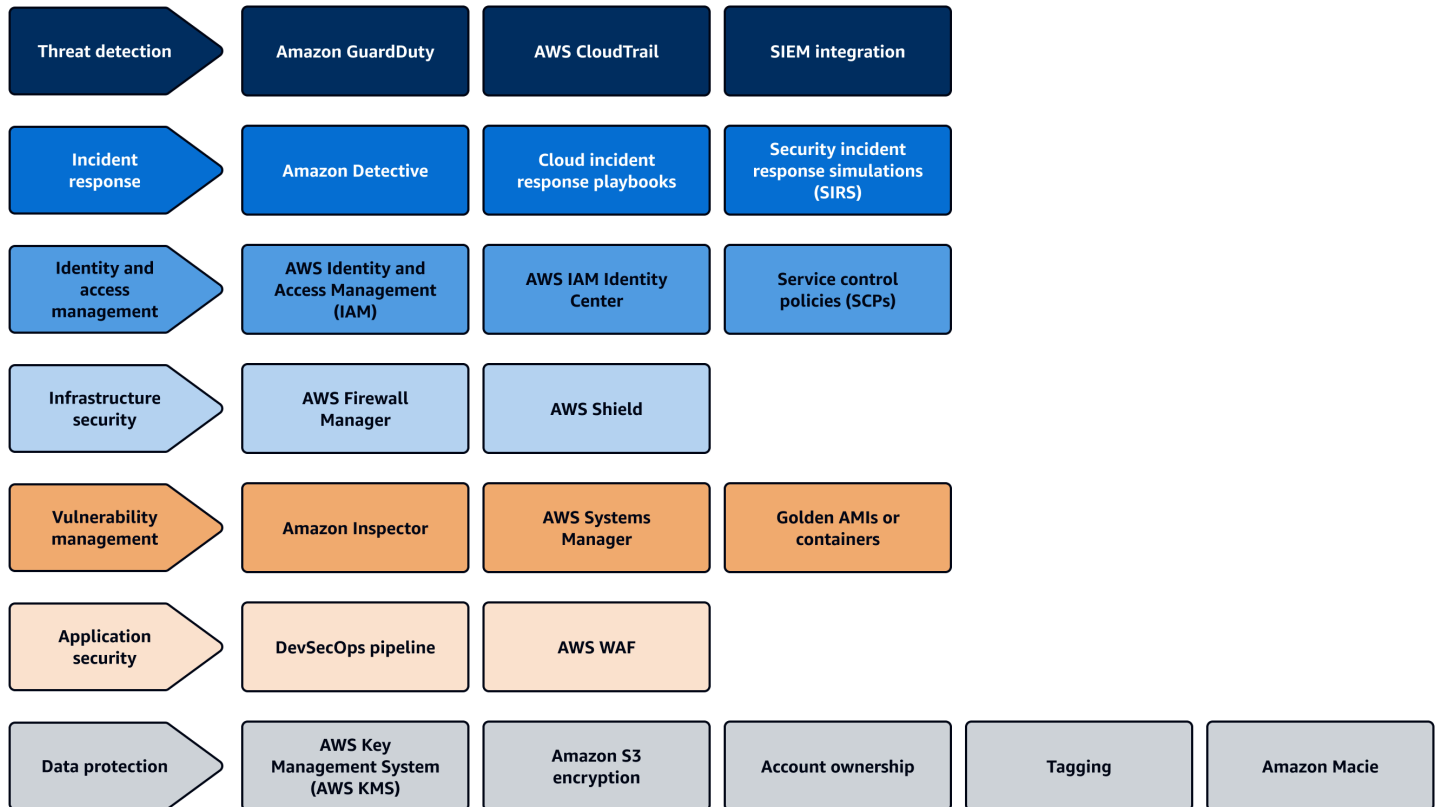 Threat detection
Amazon GuardDuty
AWS CloudTrail
SIEM integration
Incident
response
Amazon Detective
Cloud incident
response playbooks
Security incident
response simulations
(SIRS)
Identity and
access
management
AWS Identity and
Access Management
(IAM)
AWS IAM Identity
Center
Service control
policies (SCPs)
Infrastructure
security
AWS Firewall
Manager
AWS Shield
Vulnerability
management
Amazon Inspector
AWS Systems
Manager
Golden AMIs or
containers
Application
security
DevSecOps pipeline
AWS WAF
Data protection
AWS Key
Management System
(AWS KMS)
Amazon S3
encryption
Account ownership
Tagging
Amazon Macie